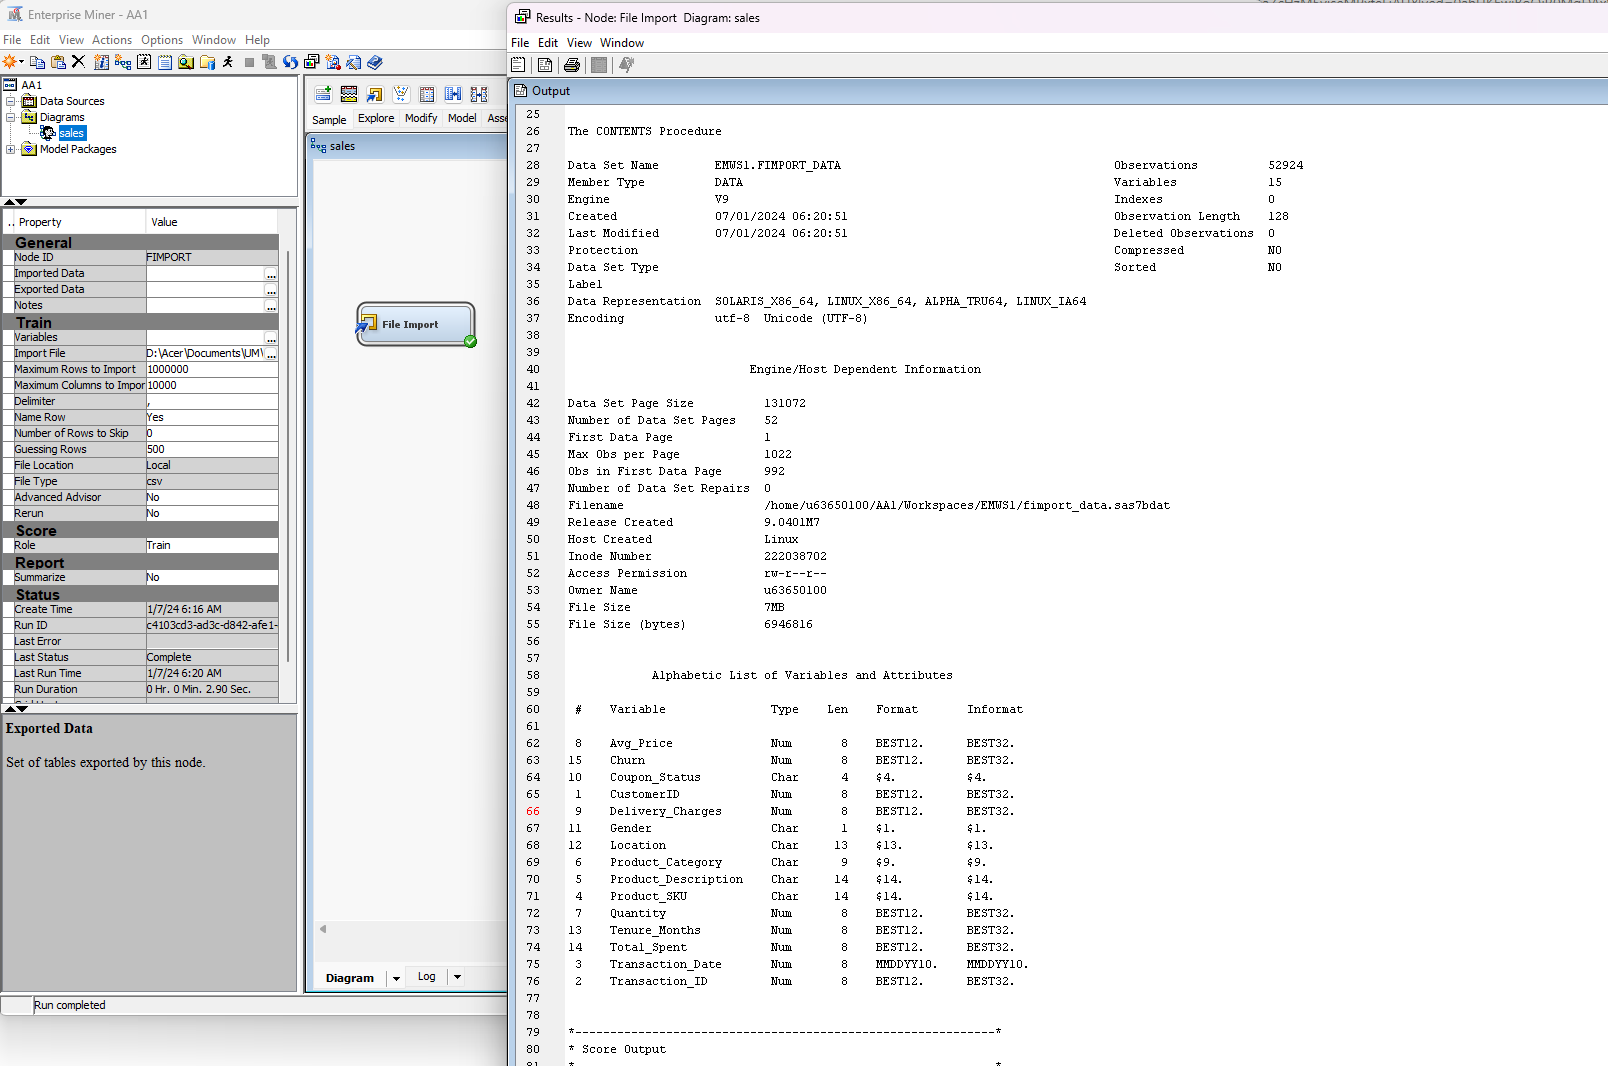 Enterprise Miner - AA1
File Edit View Actions Options Window Help
AA1
Data Sources
Diagrams
sales
Model Packages
.. Property Value
General
Node ID FIMPORT
Imported Data ...
Exported Data ...
Notes ...
Train
Variables ...
Import File D:\Acer\Documents\UM\ ...
Maximum Rows to Import 1000000
Maximum Columns to Impor 10000
Delimiter ,
Name Row Yes
Number of Rows to Skip 0
Guessing Rows 500
File Location Local
File Type csv
Advanced Advisor No
Rerun No
Score
Role Train
Report
Summarize No
Status
Create Time 1/7/24 6:16 AM
Run ID c4103cd3-ad3c-d842-afe1-
Last Error
Last Status Complete
Last Run Time 1/7/24 6:20 AM
Run Duration 0 Hr. 0 Min. 2.90 Sec.
Exported Data
Set of tables exported by this node.
Run completed
Sample Explore Modify Model Asse
sales
File Import
Diagram Log
Results - Node: File Import Diagram: sales
File Edit View Window
Output
25
26 The CONTENTS Procedure
27
28 Data Set Name EMWS1.FIMPORT_DATA Observations 52924
29 Member Type DATA Variables 15
30 Engine V9 Indexes 0
31 Created 07/01/2024 06:20:51 Observation Length 128
32 Last Modified 07/01/2024 06:20:51 Deleted Observations 0
33 Protection Compressed NO
34 Data Set Type Sorted NO
35 Label
36 Data Representation SOLARIS_X86_64, LINUX_X86_64, ALPHA_TRU64, LINUX_IA64
37 Encoding utf-8 Unicode (UTF-8)
38
39
40 Engine/Host Dependent Information
41
42 Data Set Page Size 131072
43 Number of Data Set Pages 52
44 First Data Page 1
45 Max Obs per Page 1022
46 Obs in First Data Page 992
47 Number of Data Set Repairs 0
48 Filename /home/u63650100/AA1/Workspaces/EMWS1/fimport_data.sas7bdat
49 Release Created 9.0401M7
50 Host Created Linux
51 Inode Number 222038702
52 Access Permission rw-r--r--
53 Owner Name u63650100
54 File Size 7MB
55 File Size (bytes) 6946816
56
57
58 Alphabetic List of Variables and Attributes
59
60 # Variable Type Len Format Informat
61
62 8 Avg_Price Num 8 BEST12. BEST32.
63 15 Churn Num 8 BEST12. BEST32.
64 10 Coupon_Status Char 4 $4. $4.
65 1 CustomerID Num 8 BEST12. BEST32.
66 9 Delivery_Charges Num 8 BEST12. BEST32.
67 11 Gender Char 1 $1. $1.
68 12 Location Char 13 $13. $13.
69 6 Product_Category Char 9 $9. $9.
70 5 Product_Description Char 14 $14. $14.
71 4 Product_SKU Char 14 $14. $14.
72 7 Quantity Num 8 BEST12. BEST32.
73 13 Tenure_Months Num 8 BEST12. BEST32.
74 14 Total_Spent Num 8 BEST12. BEST32.
75 3 Transaction_Date Num 8 MMDDYY10. MMDDYY10.
76 2 Transaction_ID Num 8 BEST12. BEST32.
77
78
79 *------------------------------------------------------------*
80 * Score Output
81 * *